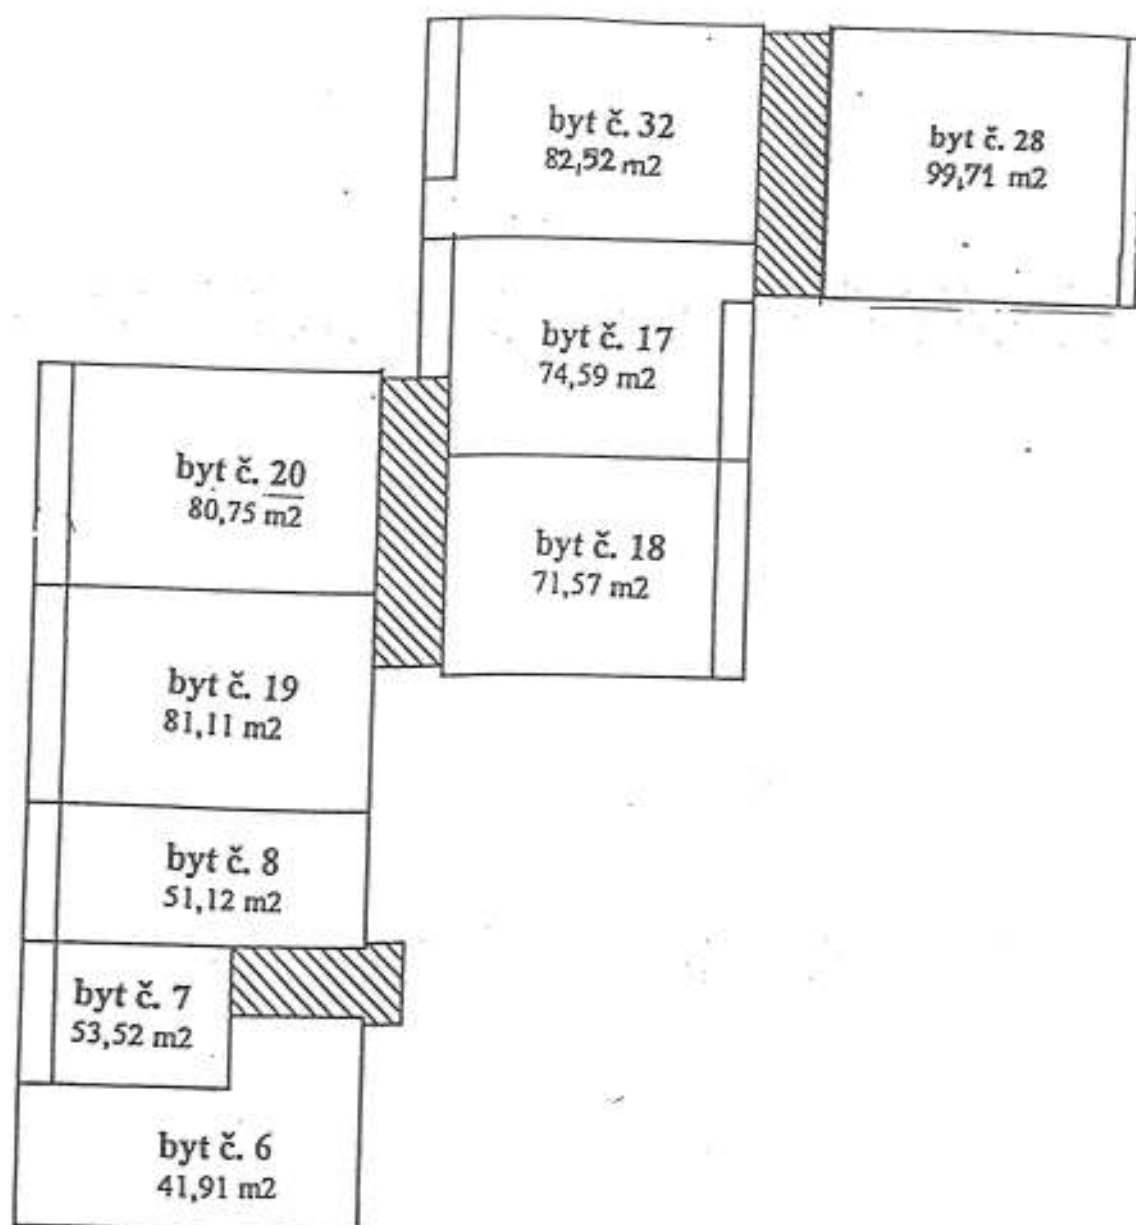 byt č. 32
82,52 m2
byt č. 28
99,71 m2
byt č. 17
74,59 m2
byt č. 20
80,75 m2
byt č. 18
71,57 m2
byt č. 19
81,11 m2
byt č. 8
51,12 m2
byt č. 7
53,52 m2
byt č. 6
41,91 m2